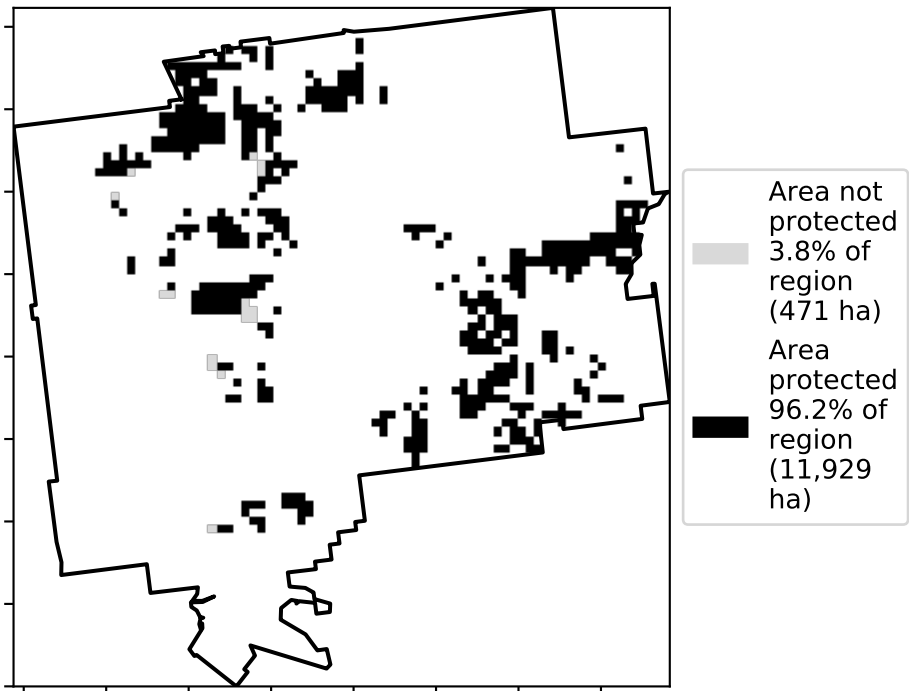 Area not
protected
3.8% of
region
(471 ha)
Area
protected
96.2% of
region
(11,929
ha)